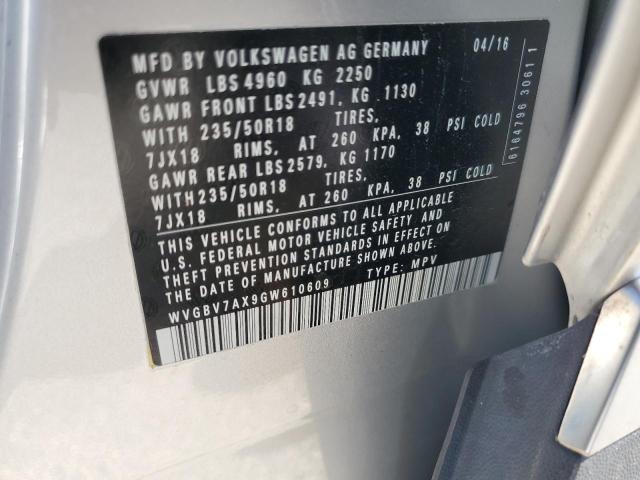 MFD BY VOLKSWAGEN AG GERMANY 04/16
GVWR LBS 4960 KG 2250
GAWR FRONT LBS 2491, KG 1130
WITH 235/50R18 TIRES,
7JX18 RIMS, AT 260 KPA, 38 PSI COLD
GAWR REAR LBS 2579, KG 1170
WITH 235/50R18 TIRES,
7JX18 RIMS, AT 260 KPA, 38 PSI COLD
THIS VEHICLE CONFORMS TO ALL APPLICABLE
U.S. FEDERAL MOTOR VEHICLE SAFETY AND
THEFT PREVENTION STANDARDS IN EFFECT ON
THE DATE OF MANUFACTURE SHOWN ABOVE.
WVGBV7AX9GW610609 TYPE: MPV
6164796 30611